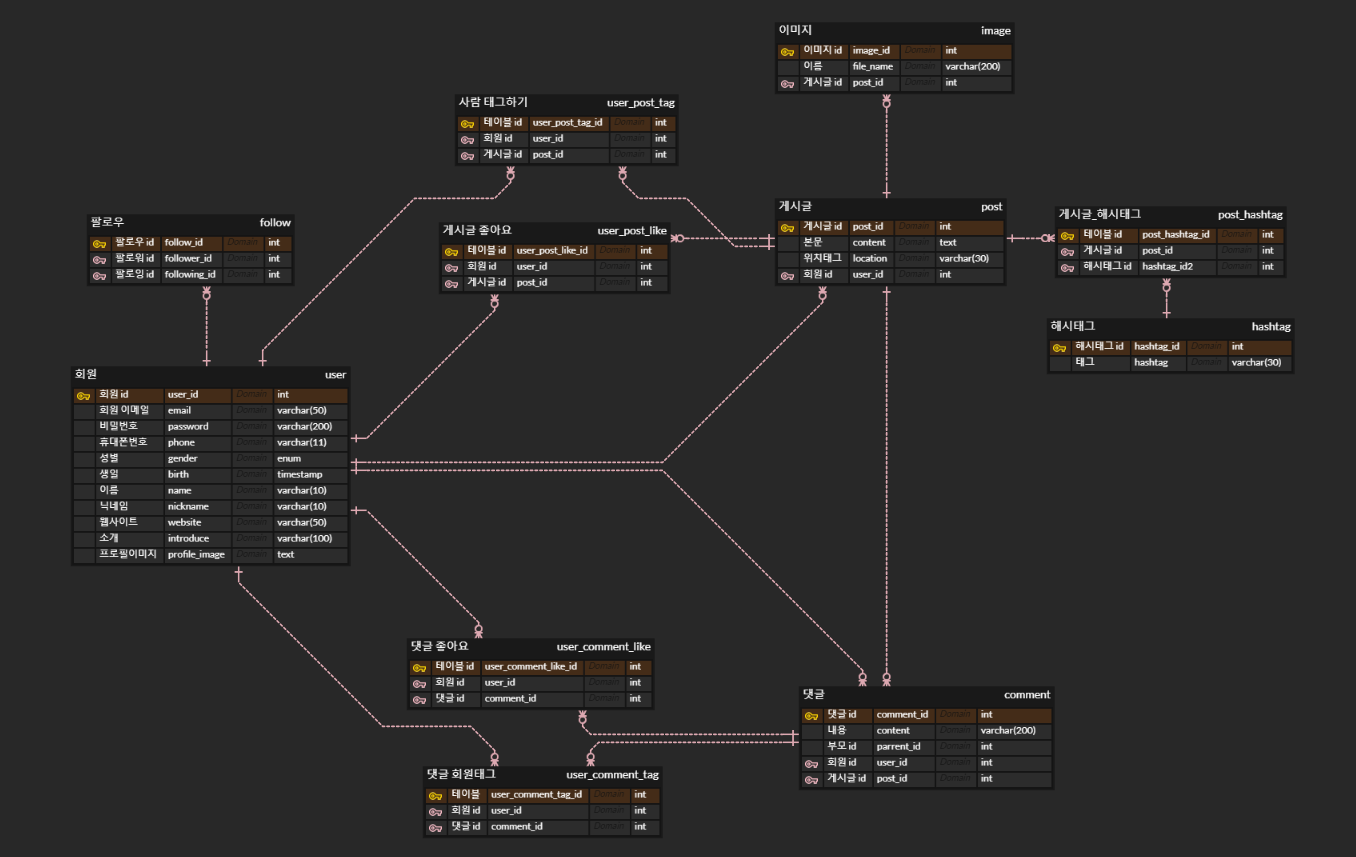 이미지 image
이미지 id image_id Domain int
이름 file_name Domain varchar(200)
게시글 id post_id Domain int
사람 태그하기 user_post_tag
테이블 id user_post_tag_id Domain int
회원 id user_id Domain int
게시글 id post_id Domain int
팔로우 follow
팔로우 id follow_id Domain int
팔로워 id follower_id Domain int
팔로잉 id following_id Domain int
게시글 좋아요 user_post_like
테이블 id user_post_like_id Domain int
회원 id user_id Domain int
게시글 id post_id Domain int
게시글 post
게시글 id post_id Domain int
본문 content Domain text
위치태그 location Domain varchar(30)
회원 id user_id Domain int
게시글_해시태그 post_hashtag
테이블 id post_hashtag_id Domain int
게시글 id post_id Domain int
해시태그 id hashtag_id2 Domain int
해시태그 hashtag
해시태그 id hashtag_id Domain int
태그 hashtag Domain varchar(30)
회원 user
회원 id user_id Domain int
회원 이메일 email Domain varchar(50)
비밀번호 password Domain varchar(200)
휴대폰번호 phone Domain varchar(11)
성별 gender Domain enum
생일 birth Domain timestamp
이름 name Domain varchar(10)
닉네임 nickname Domain varchar(10)
웹사이트 website Domain varchar(50)
소개 introduce Domain varchar(100)
프로필이미지 profile_image Domain text
댓글 좋아요 user_comment_like
테이블 id user_comment_like_id Domain int
회원 id user_id Domain int
댓글 id comment_id Domain int
댓글 comment
댓글 id comment_id Domain int
내용 content Domain varchar(200)
부모 id parrent_id Domain int
회원 id user_id Domain int
게시글 id post_id Domain int
댓글 회원태그 user_comment_tag
테이블 user_comment_tag_id Domain int
회원 id user_id Domain int
댓글 id comment_id Domain int